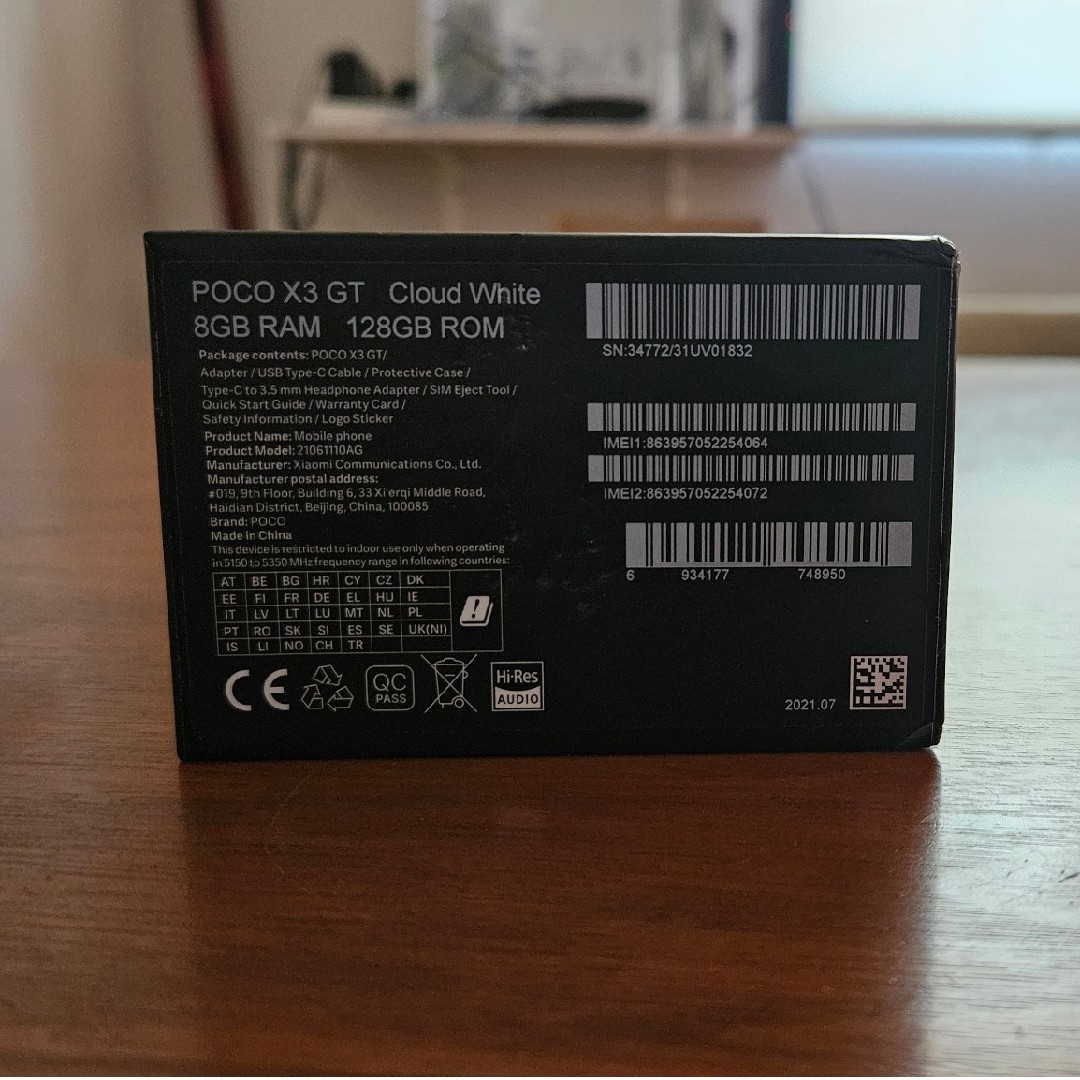 POCO X3 GT Cloud White
8GB RAM 128GB ROM
Package contents: POCO X3 GT/
Adapter / USB Type-C Cable / Protective Case /
Type-C to 3.5 mm Headphone Adapter / SIM Eject Tool /
Quick Start Guide / Warranty Card /
Safety Information / Logo Sticker
Product Name: Mobile phone
Product Model: 21061110AG
Manufacturer: Xiaomi Communications Co., Ltd.
Manufacturer postal address:
#019, 9th Floor, Building 6, 33 Xi'erqi Middle Road,
Haidian District, Beijing, China, 100085
Brand: POCO
Made in China
This device is restricted to indoor use only when operating
in 5150 to 5350 MHz frequency range in following countries:
AT BE BG HR CY CZ DK
EE FI FR DE EL HU IE
IT LV LT LU MT NL PL
PT RO SK SI ES SE UK(NI)
IS LI NO CH TR
CE
QC
PASS
Hi-Res
AUDIO
SN:34772/31UV01832
IMEI1:863957052254064
IMEI2:863957052254072
6 934177 748950
2021.07